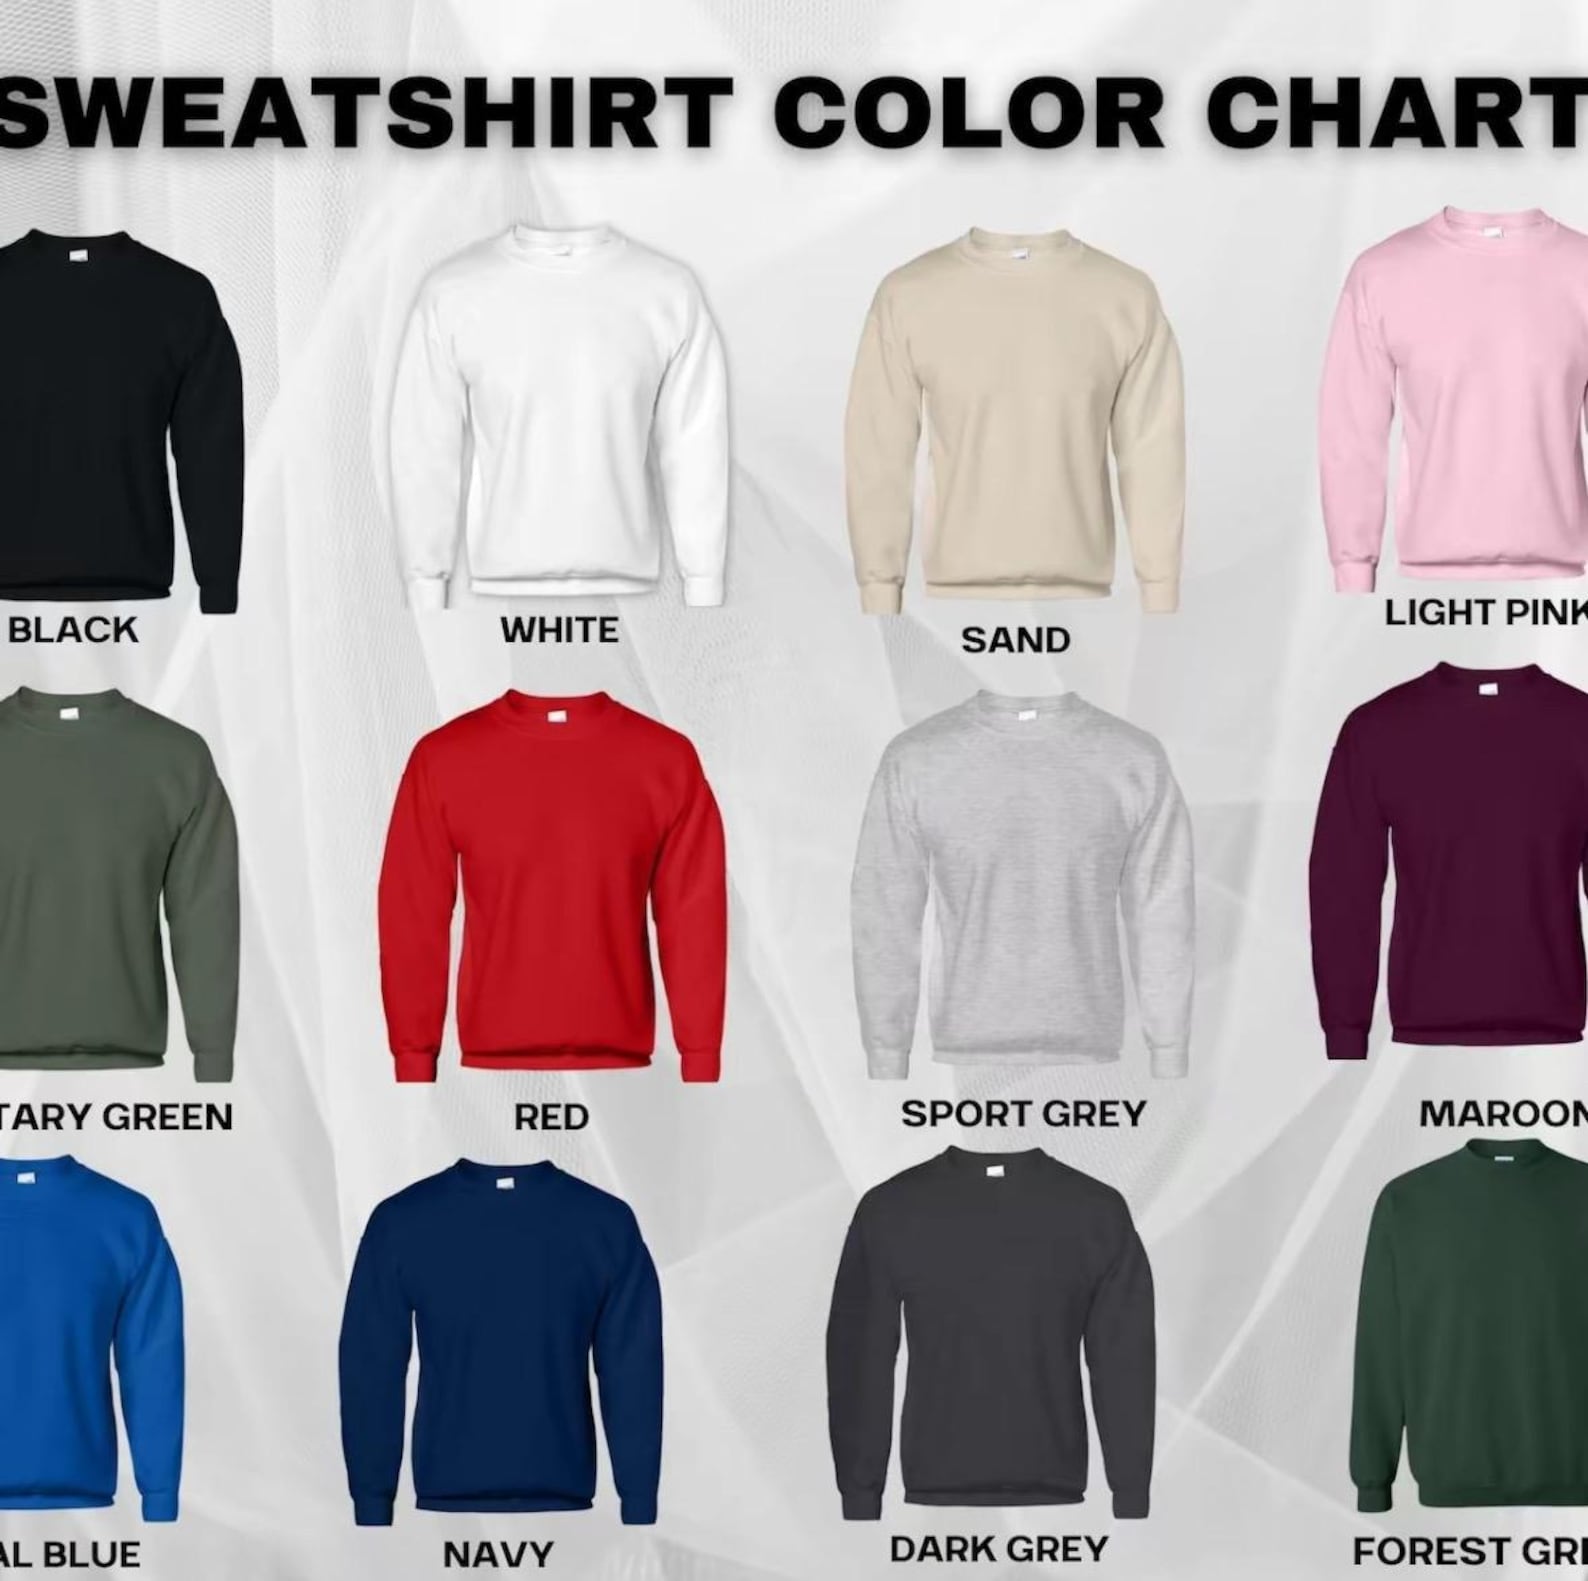 SWEATSHIRT COLOR CHART
BLACK
WHITE
SAND
LIGHT PINK
TARY GREEN
RED
SPORT GREY
MAROON
AL BLUE
NAVY
DARK GREY
FOREST GR